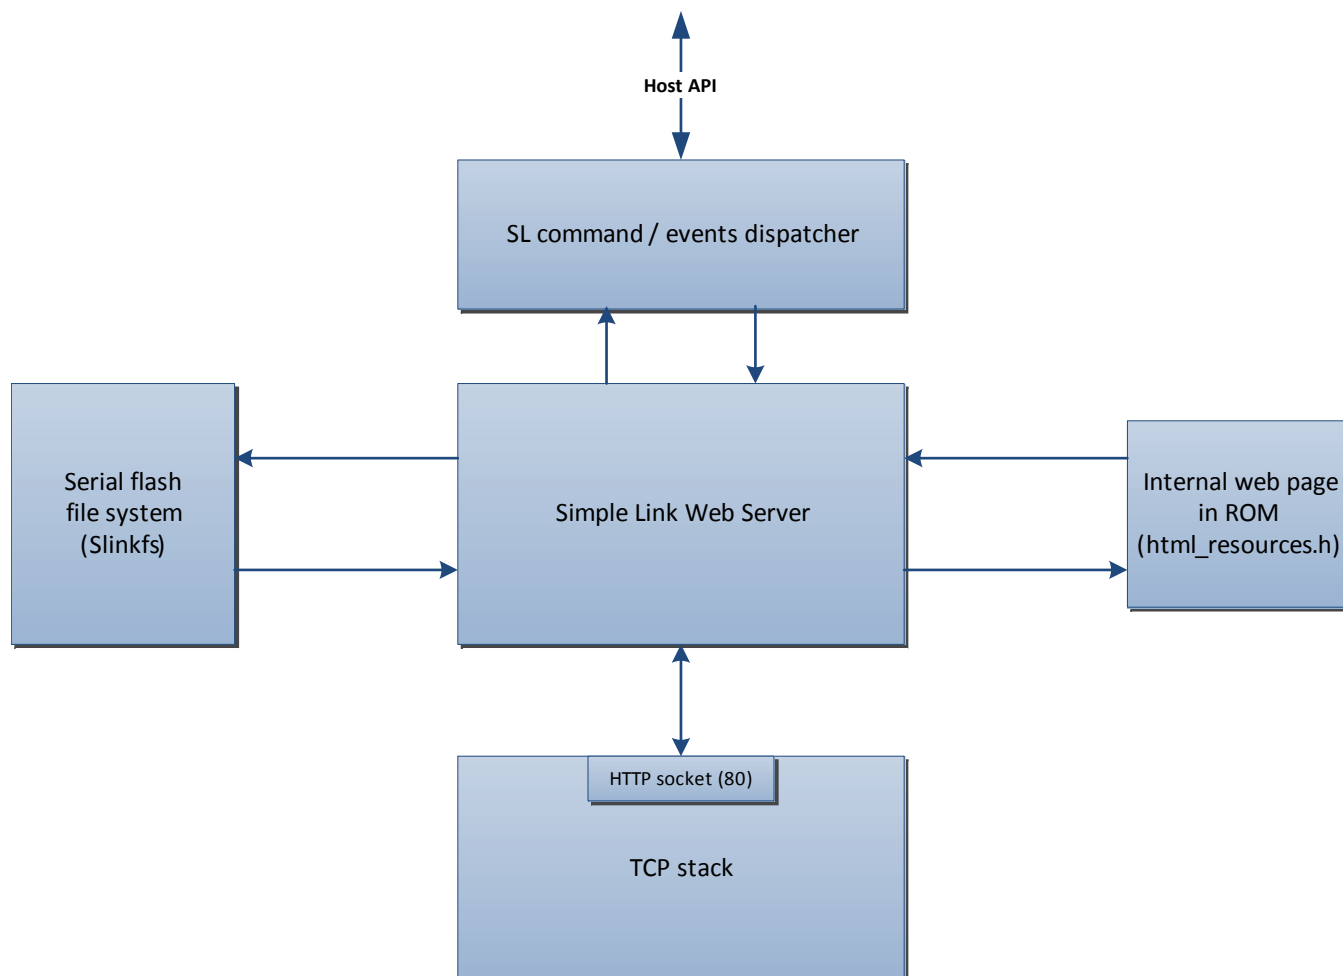 Host API
SL command / events dispatcher
Serial flash
file system
(Slinkfs)
Simple Link Web Server
Internal web page
in ROM
(html_resources.h)
HTTP socket (80)
TCP stack